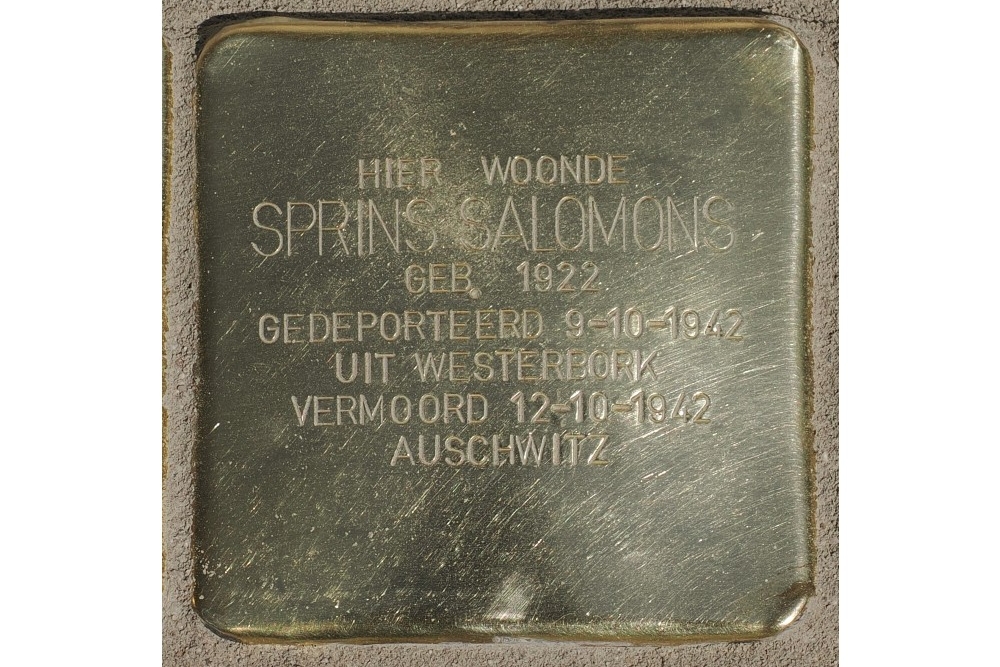 HIER WOONDE
SPRINS SALOMONS
GEB. 1922
GEDEPORTEERD 9-10-1942
UIT WESTERBORK
VERMOORD 12-10-1942
AUSCHWITZ